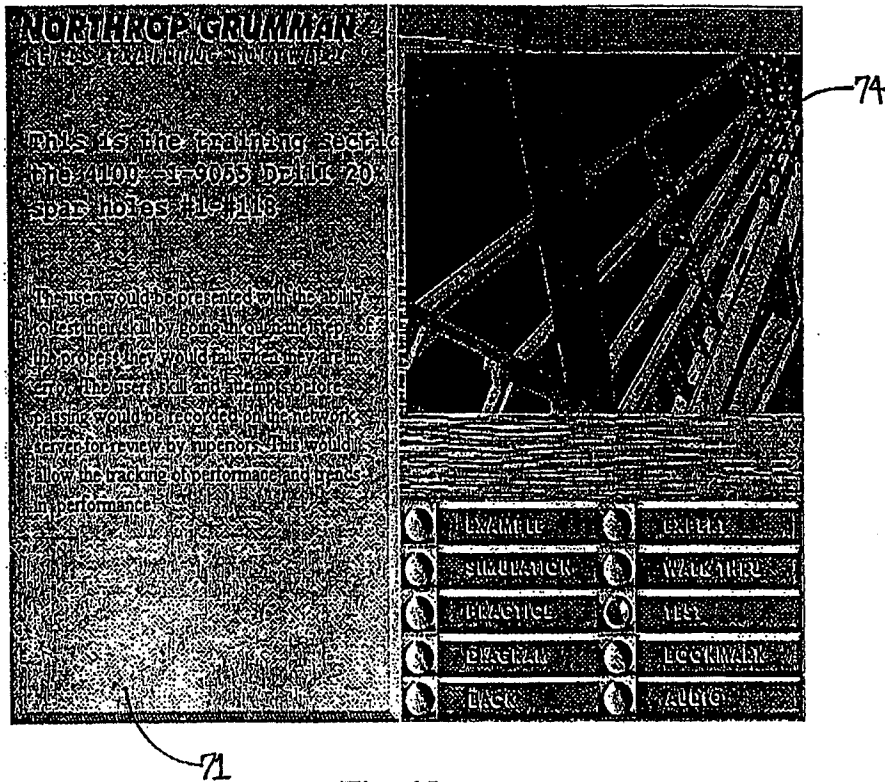 NORTHROP GRUMMAN
This is the training secti
the 4100-1-9055 Drill 20
spar holes #1-#118
The user would be presented with the ability
to test their skill by going through the steps of
the process they would fail when they are in
error. The users skill and attempts before
passing would be recorded on the network
server for review by superiors. This would
allow the tracking of performance and trends
in performance.
EXAMPLE EXPERT
SIMULATION WALK THRU
PRACTICE TEST
DIAGRAM BOOKMARK
BACK AUDIO
74
71